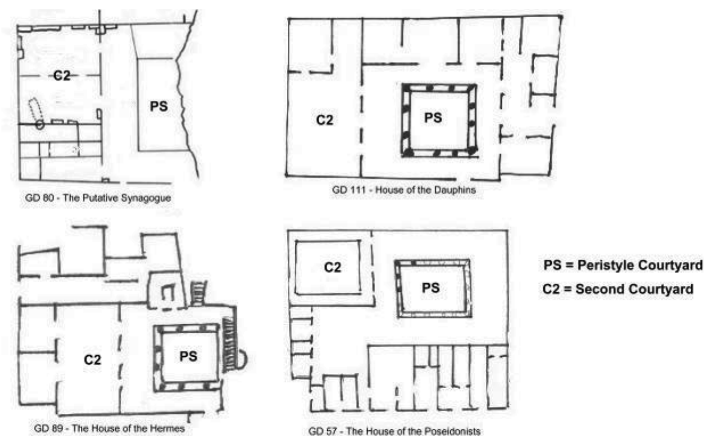 C2
PS
GD 80 - The Putative Synagogue
C2
PS
GD 111 - House of the Dauphins
C2
PS
GD 89 - The House of the Hermes
C2
PS
GD 57 - The House of the Poseidonists
PS = Peristyle Courtyard
C2 = Second Courtyard